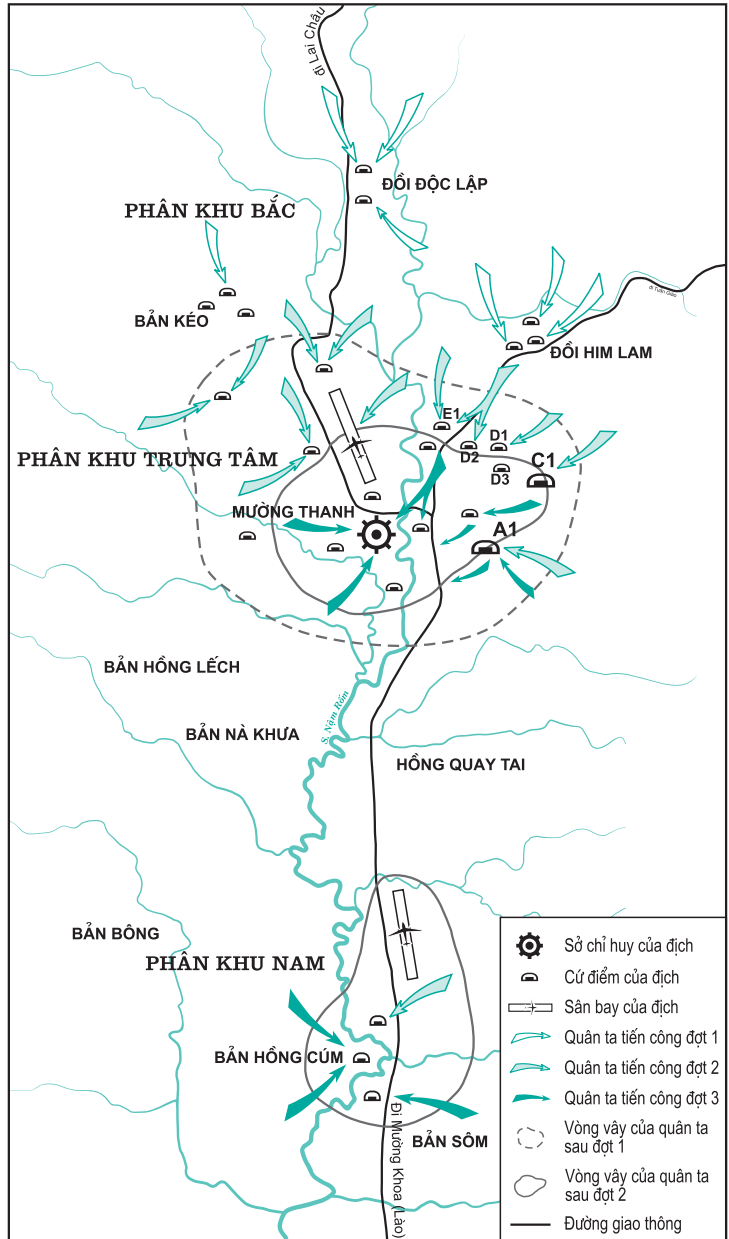 đi Lai Châu
ĐỒI ĐỘC LẬP
PHÂN KHU BẮC
đi Tuần Giáo
BẢN KÉO
ĐỒI HIM LAM
E1
D1
D2
PHÂN KHU TRUNG TÂM
D3
C1
MƯỜNG THANH
A1
BẢN HỒNG LẾCH
S. Nậm Rốm
BẢN NÀ KHƯA
HỒNG QUAY TAI
BẢN BÔNG
PHÂN KHU NAM
BẢN HỒNG CÚM
BẢN SÔM
Đi Mường Khoa (Lào)
Sở chỉ huy của địch
Cứ điểm của địch
Sân bay của địch
Quân ta tiến công đợt 1
Quân ta tiến công đợt 2
Quân ta tiến công đợt 3
Vòng vây của quân ta
sau đợt 1
Vòng vây của quân ta
sau đợt 2
Đường giao thông